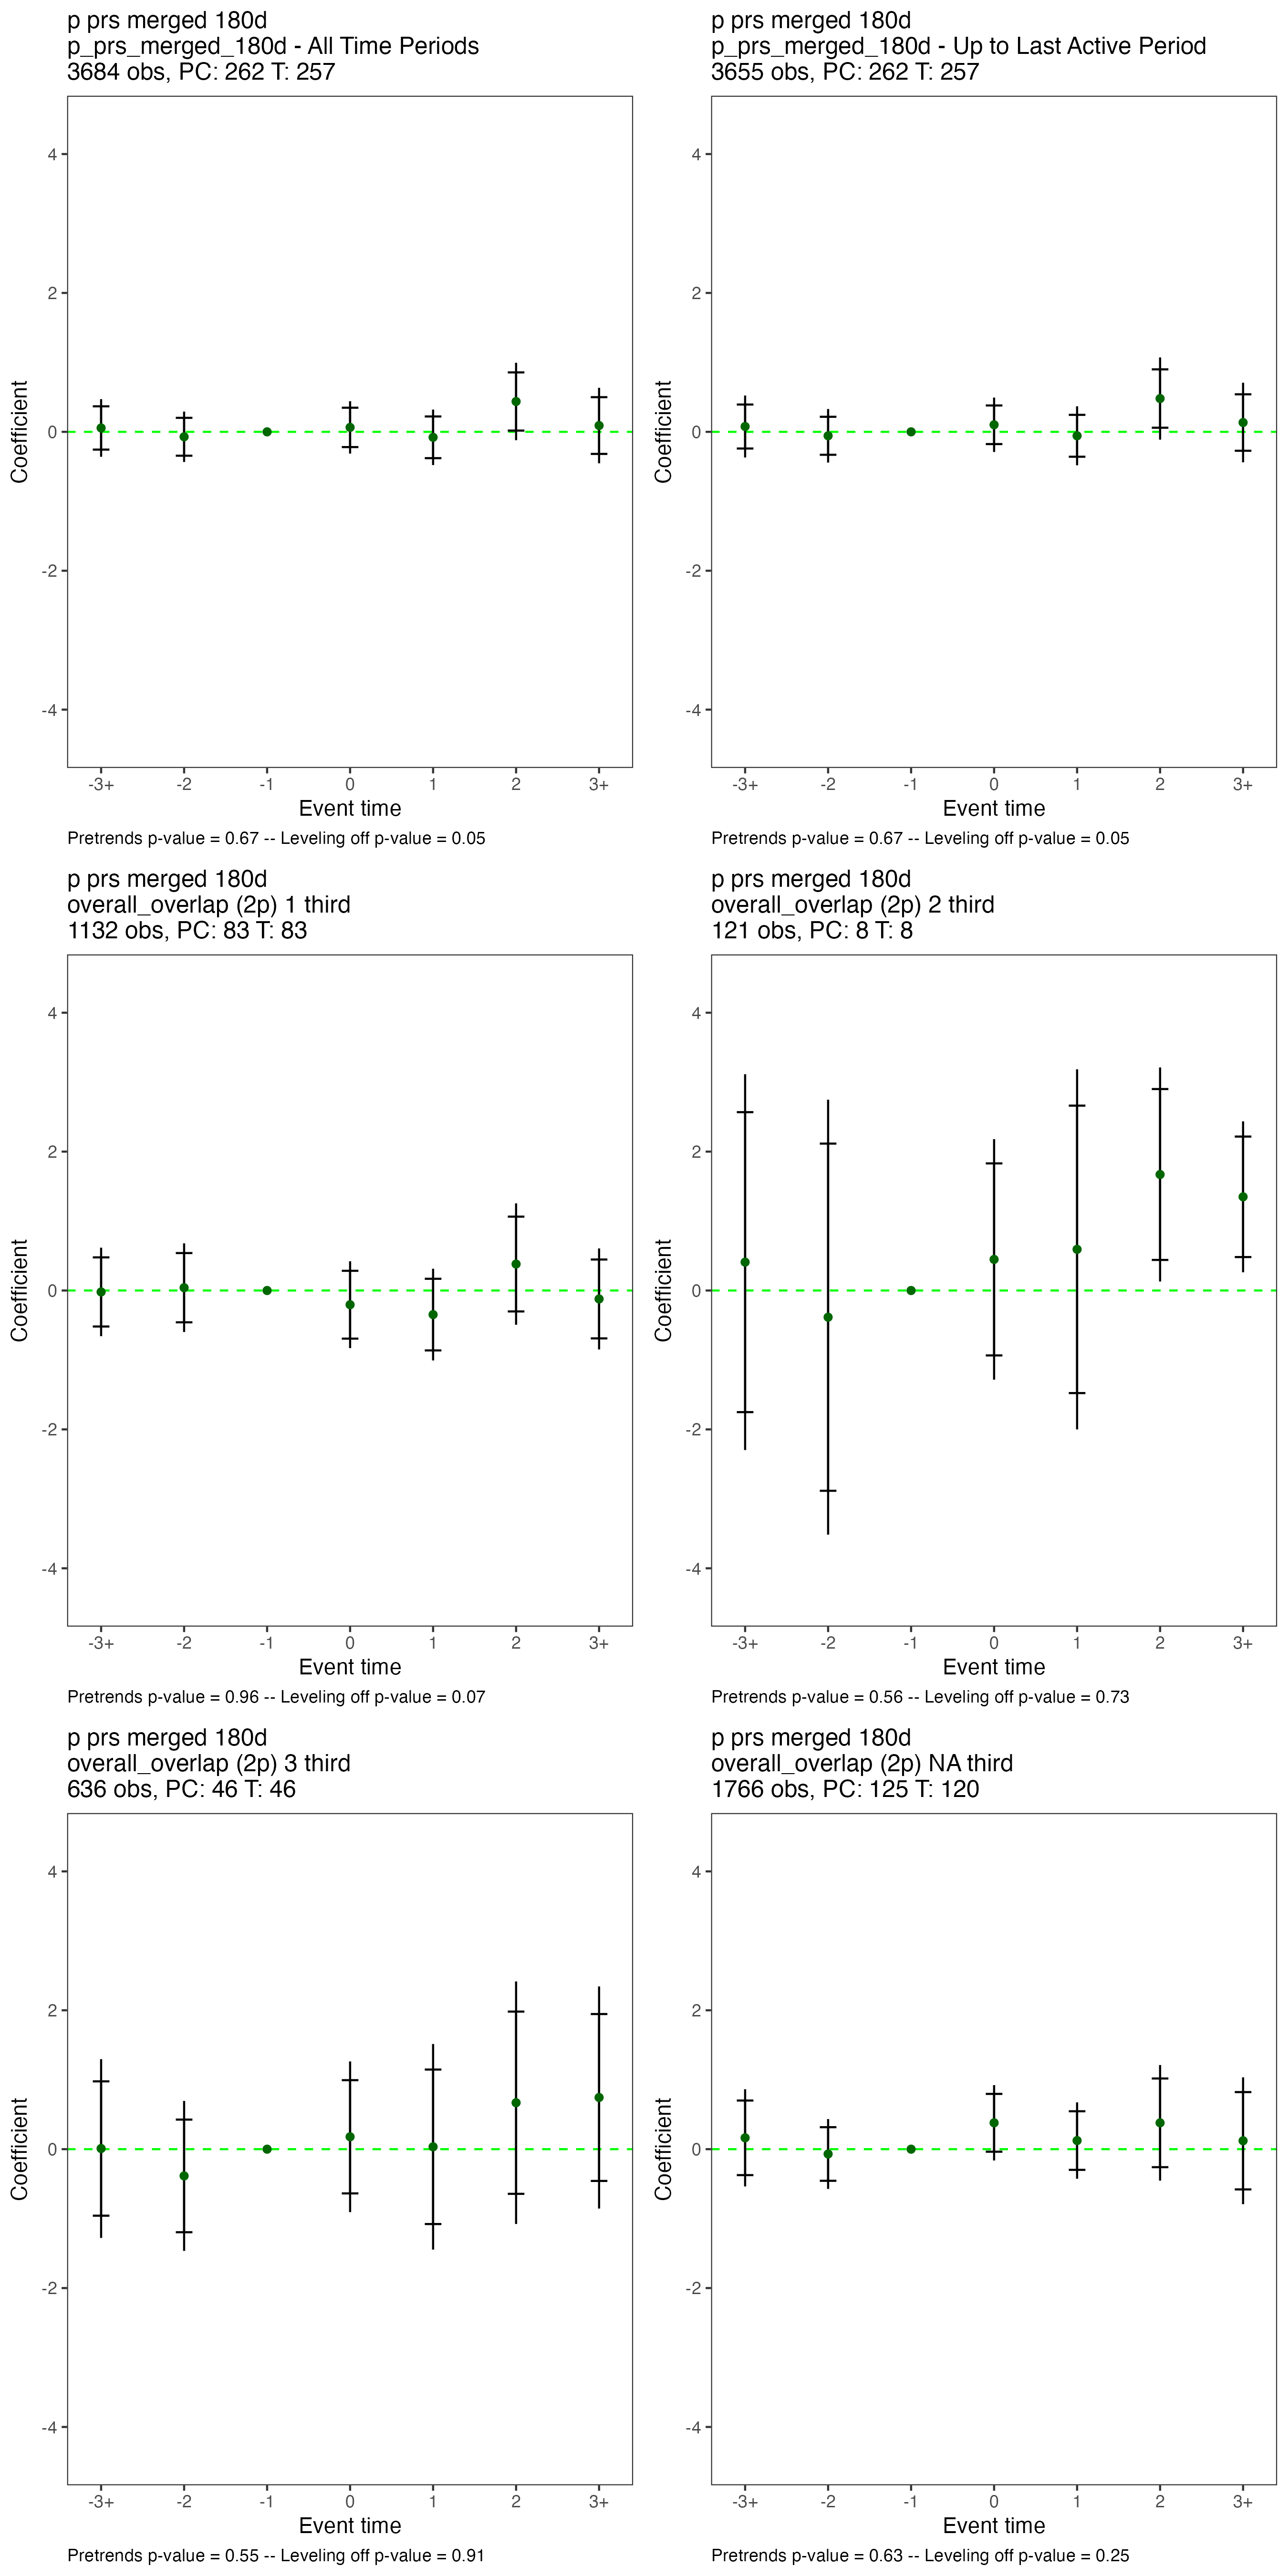 p prs merged 180d
p_prs_merged_180d - All Time Periods
3684 obs, PC: 262 T: 257
Coefficient
4
2
0
-2
-4
-3+ -2 -1 0 1 2 3+
Event time
Pretrends p-value = 0.67 -- Leveling off p-value = 0.05
p prs merged 180d
p_prs_merged_180d - Up to Last Active Period
3655 obs, PC: 262 T: 257
Coefficient
4
2
0
-2
-4
-3+ -2 -1 0 1 2 3+
Event time
Pretrends p-value = 0.67 -- Leveling off p-value = 0.05
p prs merged 180d
overall_overlap (2p) 1 third
1132 obs, PC: 83 T: 83
Coefficient
4
2
0
-2
-4
-3+ -2 -1 0 1 2 3+
Event time
Pretrends p-value = 0.96 -- Leveling off p-value = 0.07
p prs merged 180d
overall_overlap (2p) 2 third
121 obs, PC: 8 T: 8
Coefficient
4
2
0
-2
-4
-3+ -2 -1 0 1 2 3+
Event time
Pretrends p-value = 0.56 -- Leveling off p-value = 0.73
p prs merged 180d
overall_overlap (2p) 3 third
636 obs, PC: 46 T: 46
Coefficient
4
2
0
-2
-4
-3+ -2 -1 0 1 2 3+
Event time
Pretrends p-value = 0.55 -- Leveling off p-value = 0.91
p prs merged 180d
overall_overlap (2p) NA third
1766 obs, PC: 125 T: 120
Coefficient
4
2
0
-2
-4
-3+ -2 -1 0 1 2 3+
Event time
Pretrends p-value = 0.63 -- Leveling off p-value = 0.25